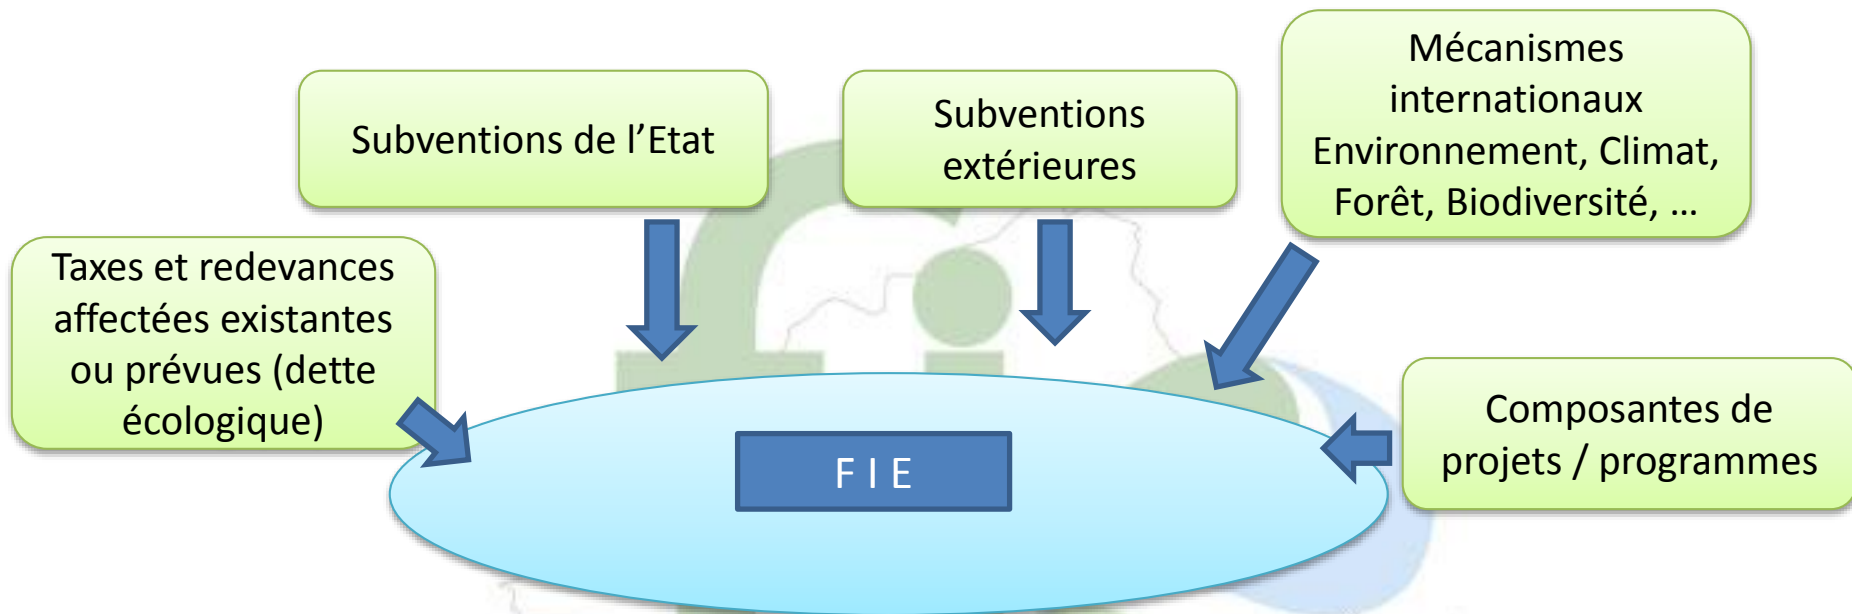 Subventions de l’Etat
Subventions
extérieures
Mécanismes
internationaux
Environnement, Climat,
Forêt, Biodiversité, ...
Taxes et redevances
affectées existantes
ou prévues (dette
écologique)
Composantes de
projets / programmes
F I E